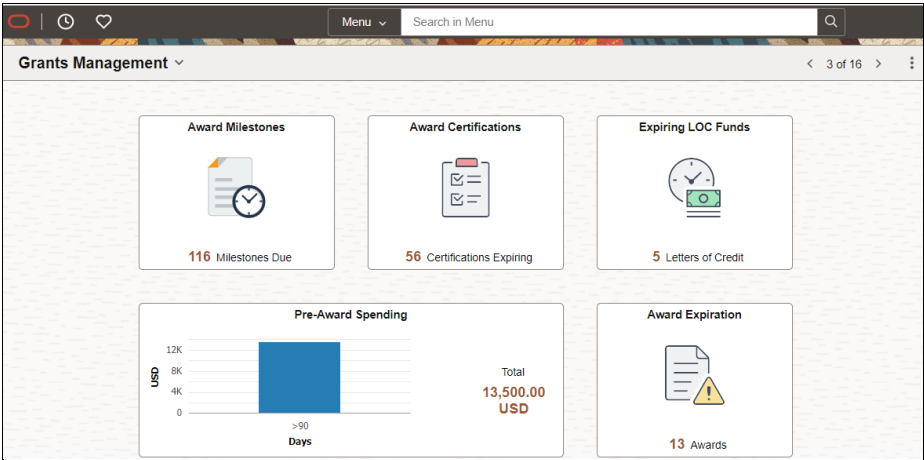 Menu
Search in Menu
Grants Management
3 of 16
Award Milestones
116 Milestones Due
Award Certifications
56 Certifications Expiring
Expiring LOC Funds
5 Letters of Credit
Pre-Award Spending
USD
12K
8K
4K
0
>90
Days
Total
13,500.00
USD
Award Expiration
13 Awards